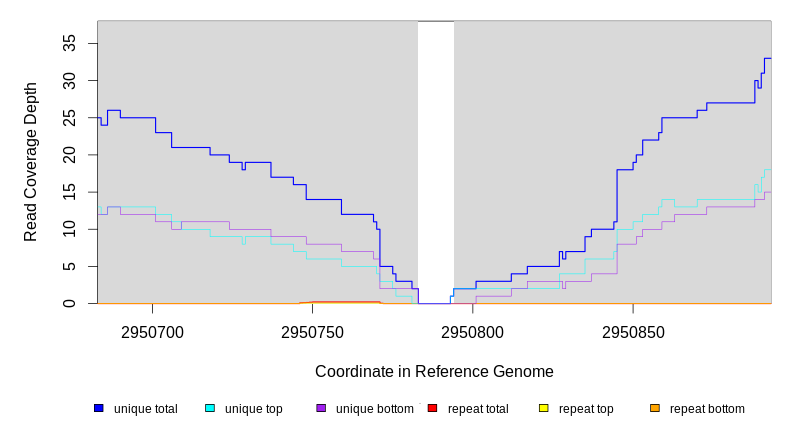 35
30
25
20
15
10
5
0
Read Coverage Depth
2950700 2950750 2950800 2950850
Coordinate in Reference Genome
unique total unique top unique bottom repeat total repeat top repeat bottom